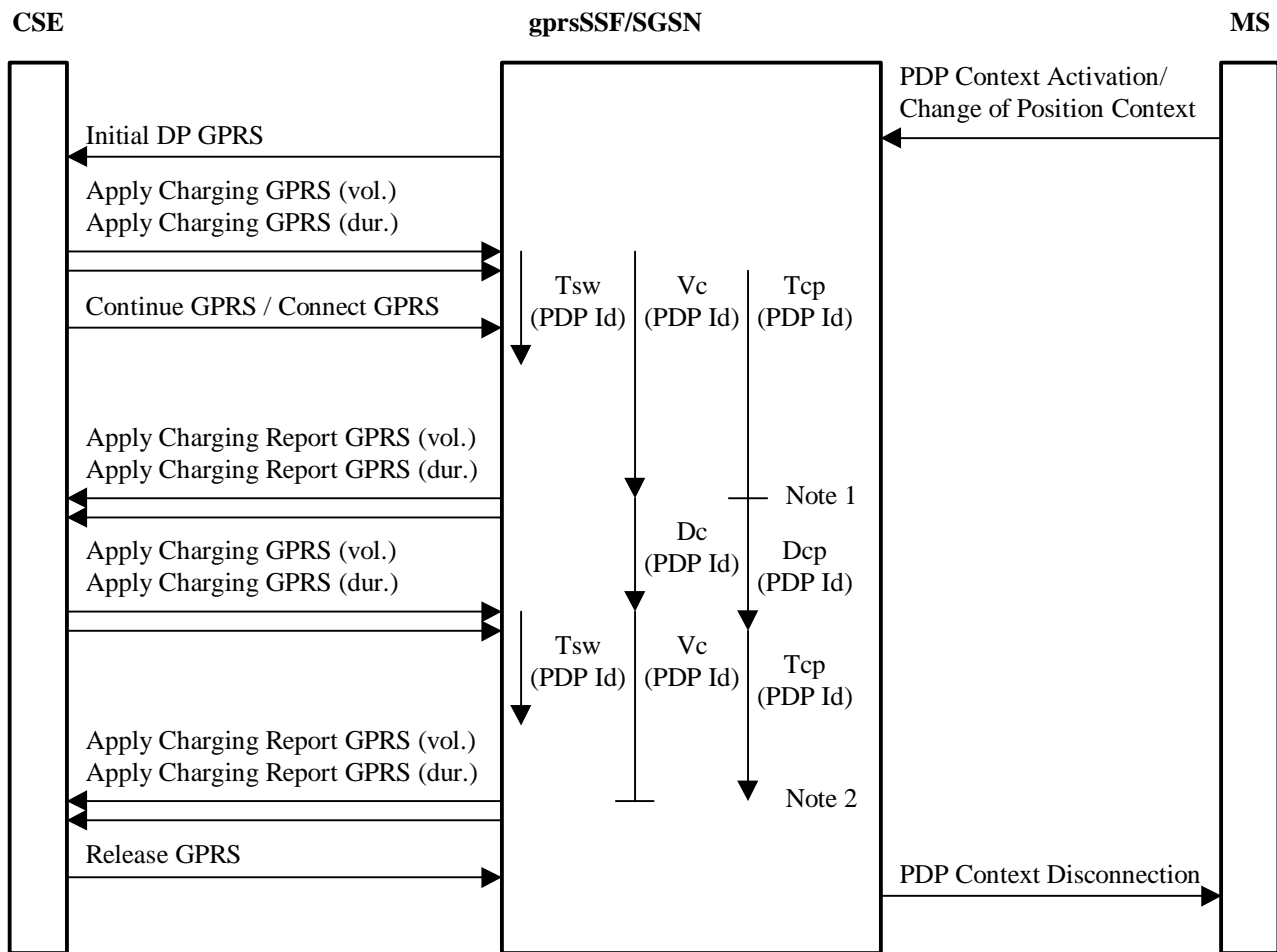 CSE
gprsSSF/SGSN
MS
PDP Context Activation/
Change of Position Context
Initial DP GPRS
Apply Charging GPRS (vol.)
Apply Charging GPRS (dur.)
Tsw
(PDP Id)
Vc
(PDP Id)
Tcp
(PDP Id)
Continue GPRS / Connect GPRS
Apply Charging Report GPRS (vol.)
Apply Charging Report GPRS (dur.)
Note 1
Dc
(PDP Id)
Dcp
(PDP Id)
Apply Charging GPRS (vol.)
Apply Charging GPRS (dur.)
Tsw
(PDP Id)
Vc
(PDP Id)
Tcp
(PDP Id)
Apply Charging Report GPRS (vol.)
Apply Charging Report GPRS (dur.)
Note 2
Release GPRS
PDP Context Disconnection